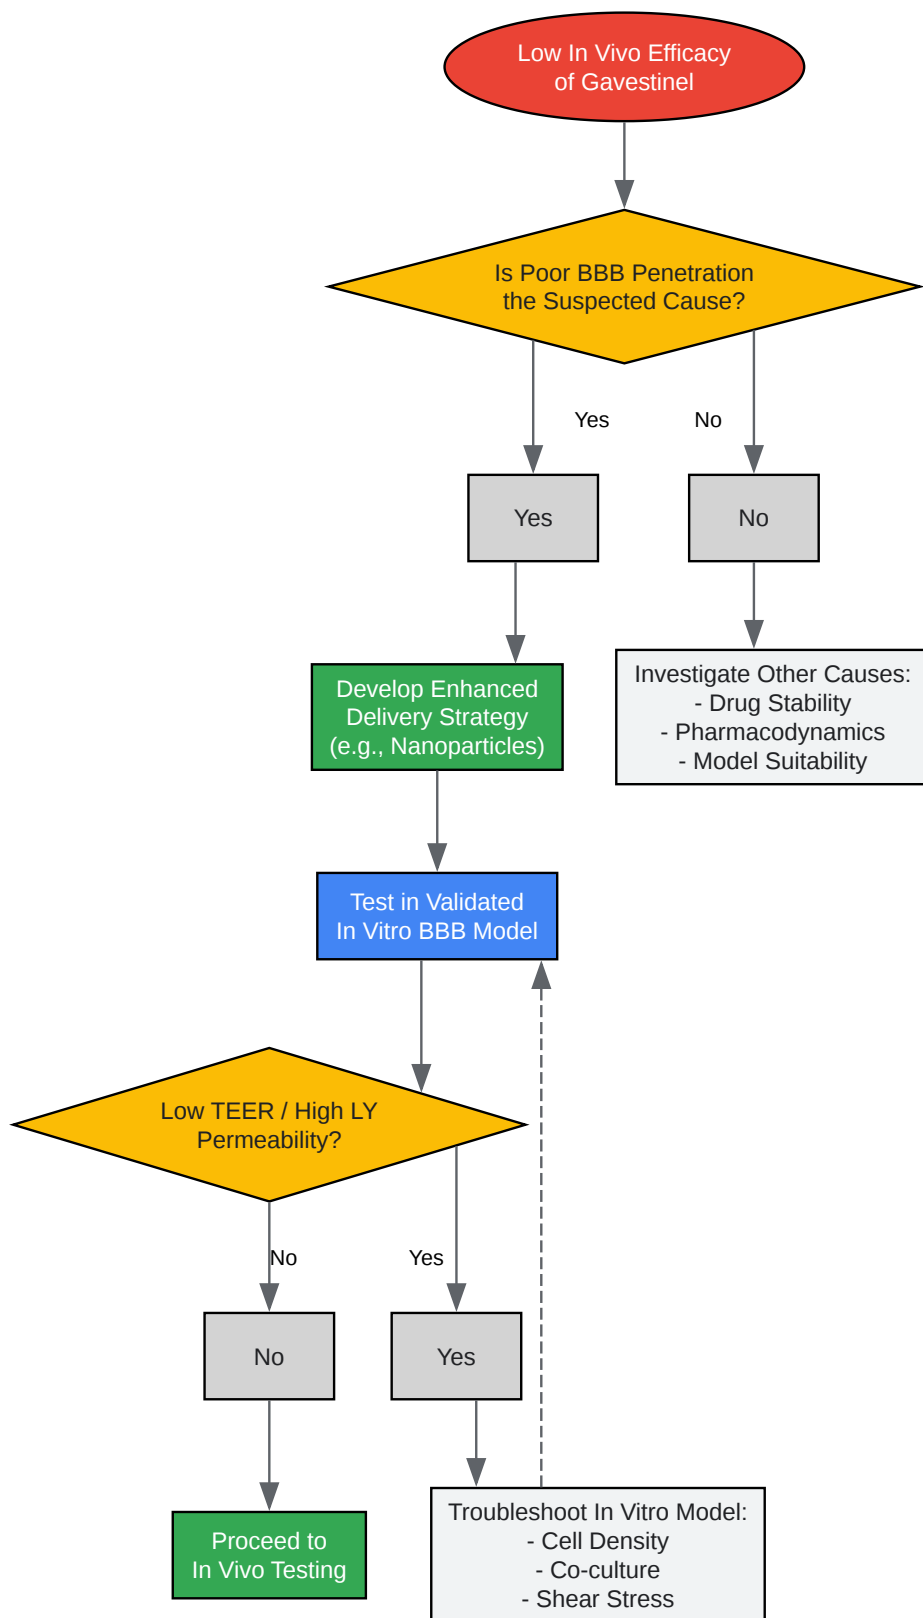 Low In Vivo Efficacy
of Gavestinel
Is Poor BBB Penetration
the Suspected Cause?
Yes
No
Yes
No
Develop Enhanced
Delivery Strategy
(e.g., Nanoparticles)
Investigate Other Causes:
- Drug Stability
- Pharmacodynamics
- Model Suitability
Test in Validated
In Vitro BBB Model
Low TEER / High LY
Permeability?
No
Yes
No
Yes
Proceed to
In Vivo Testing
Troubleshoot In Vitro Model:
- Cell Density
- Co-culture
- Shear Stress